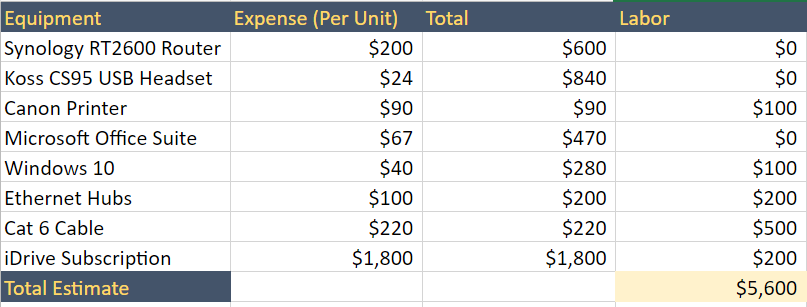 Equipment Expense (Per Unit) Total Labor
Synology RT2600 Router $200 $600 $0
Koss CS95 USB Headset $24 $840 $0
Canon Printer $90 $90 $100
Microsoft Office Suite $67 $470 $0
Windows 10 $40 $280 $100
Ethernet Hubs $100 $200 $200
Cat 6 Cable $220 $220 $500
iDrive Subscription $1,800 $1,800 $200
Total Estimate $5,600